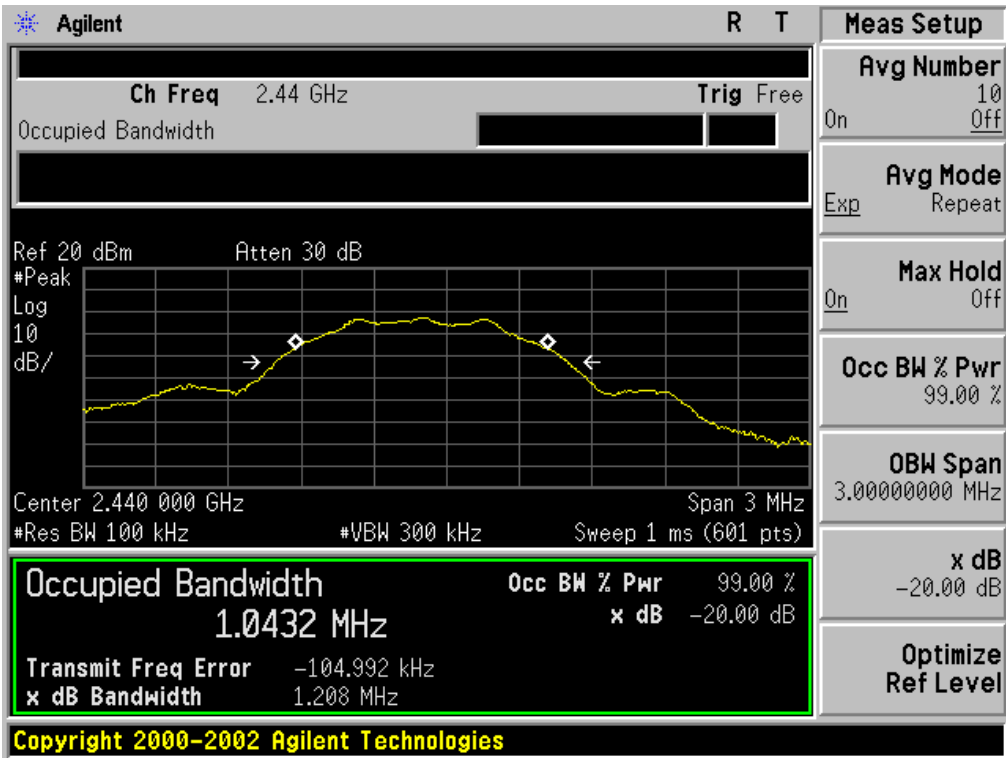 Agilent R T
Ch Freq 2.44 GHz Trig Free
Occupied Bandwidth
Ref 20 dBm Atten 30 dB
#Peak
Log
10
dB/
Center 2.440 000 GHz Span 3 MHz
#Res BW 100 kHz #VBW 300 kHz Sweep 1 ms (601 pts)
Occupied Bandwidth Occ BW % Pwr 99.00 %
1.0432 MHz x dB -20.00 dB
Transmit Freq Error -104.992 kHz
x dB Bandwidth 1.208 MHz
Copyright 2000-2002 Agilent Technologies
Meas Setup
Avg Number
10
On Off
Avg Mode
Exp Repeat
Max Hold
On Off
Occ BW % Pwr
99.00 %
OBW Span
3.00000000 MHz
x dB
-20.00 dB
Optimize
Ref Level